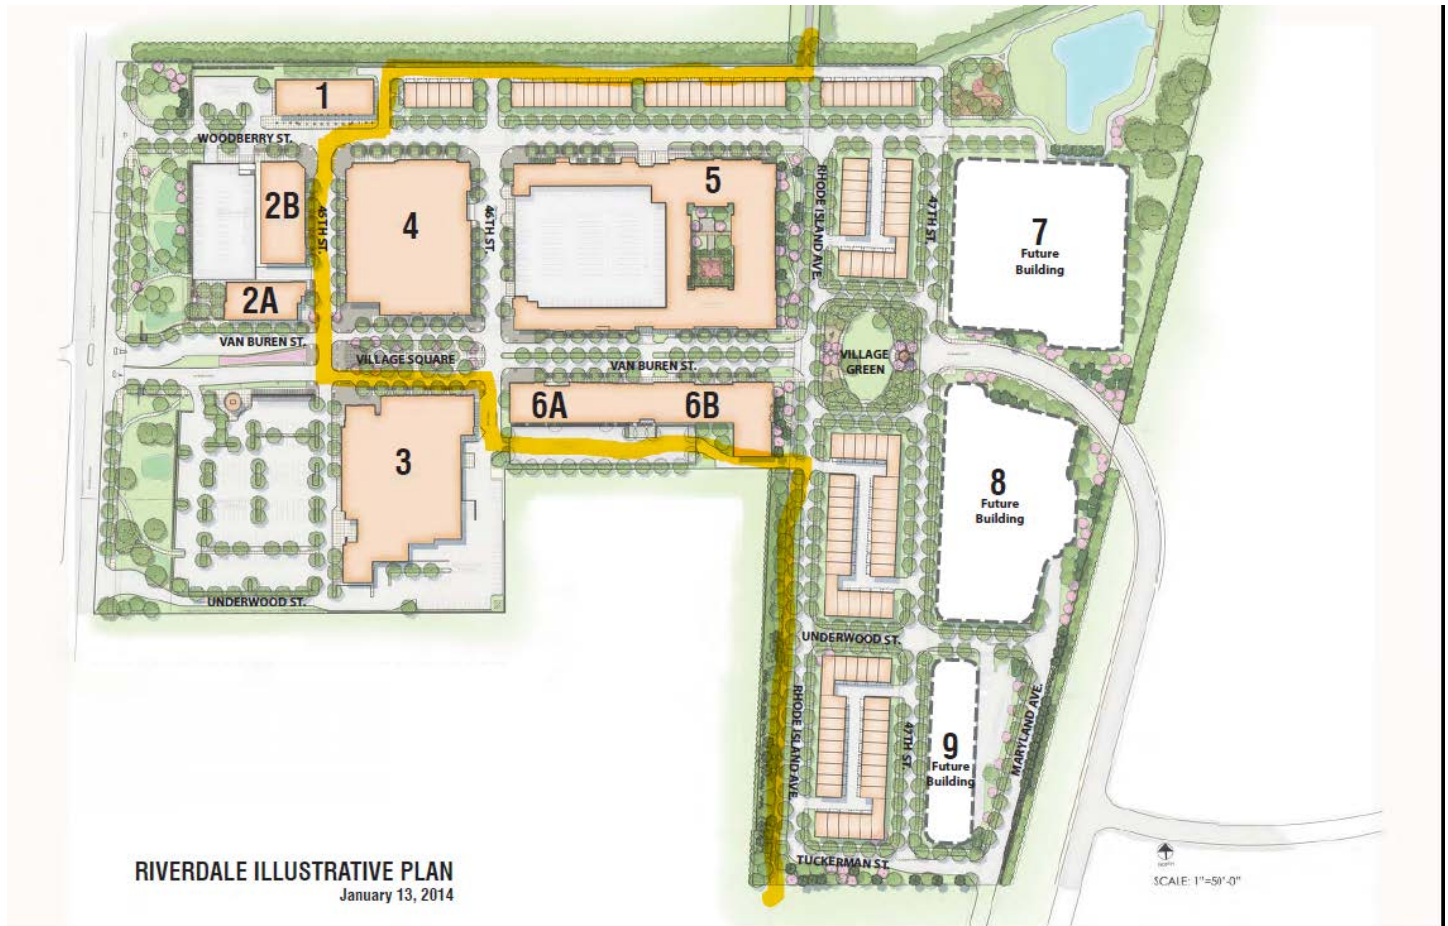 1
WOODBERRY ST.
2B
45TH ST.
4
46TH ST.
5
RHODE ISLAND AVE.
47TH ST.
7
Future
Building
2A
VAN BUREN ST.
VILLAGE SQUARE
VAN BUREN ST.
VILLAGE
GREEN
6A
6B
3
8
Future
Building
UNDERWOOD ST.
UNDERWOOD ST.
RHODE ISLAND AVE.
47TH ST.
9
Future
Building
MARYLAND AVE.
TUCKERMAN ST.
RIVERDALE ILLUSTRATIVE PLAN
January 13, 2014
NORTH
SCALE: 1"=50'-0"